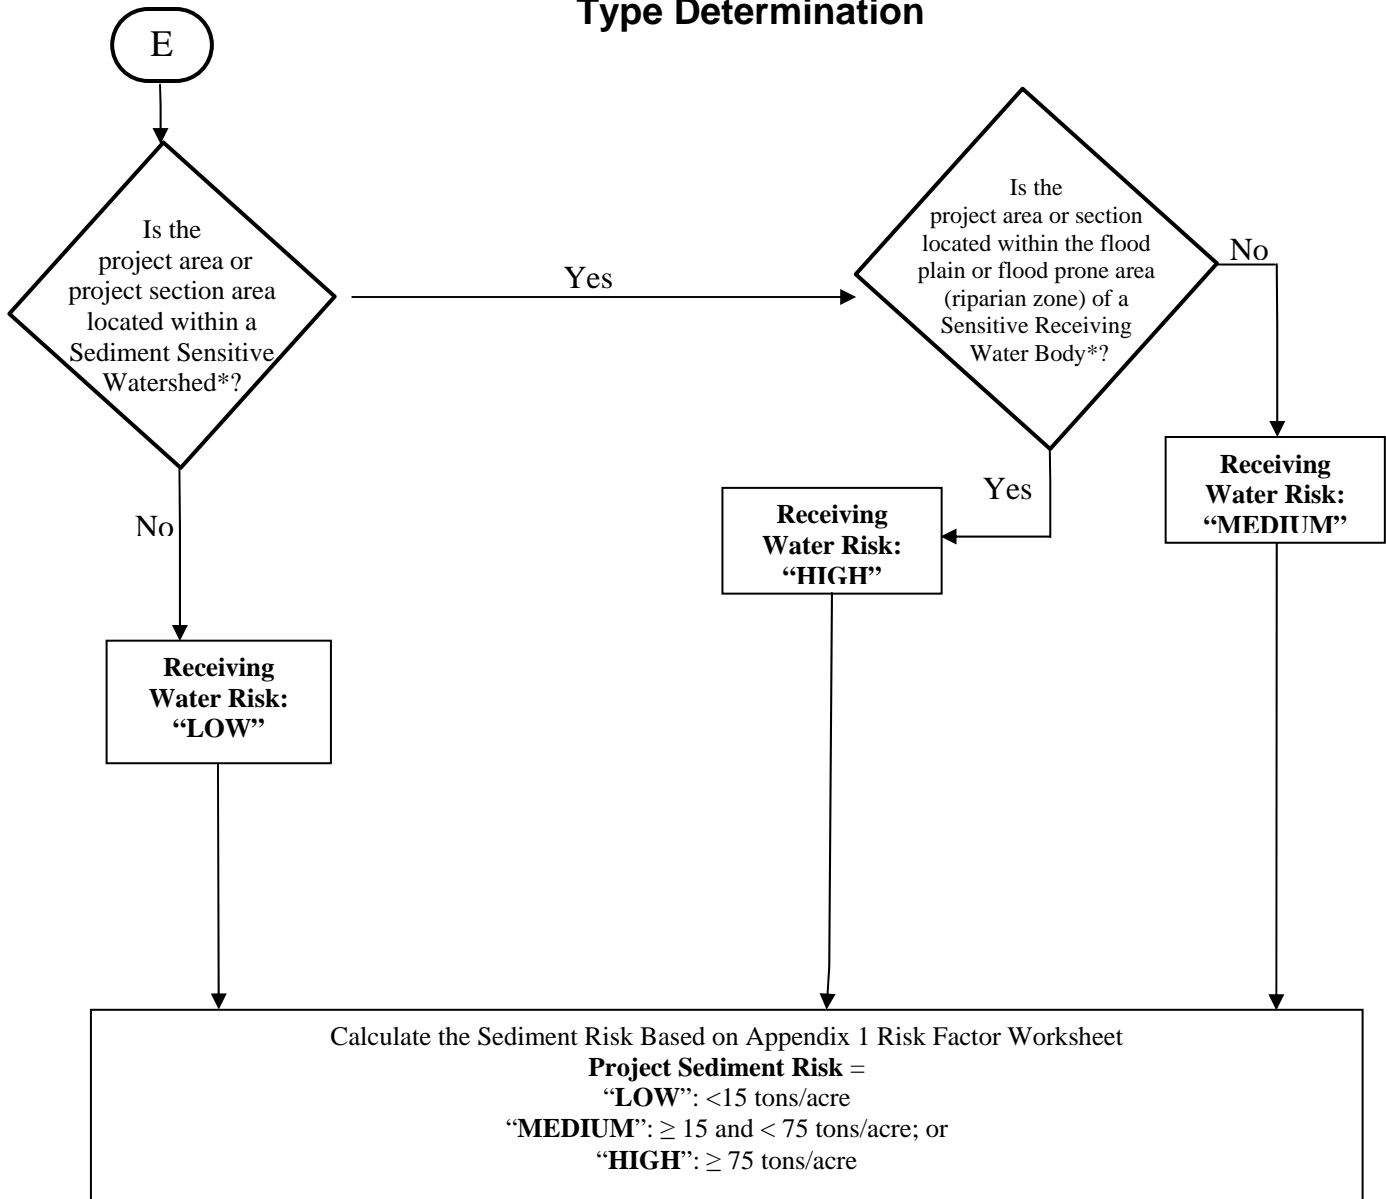 Type Determination
E
Is the
project area or
project section area
located within a
Sediment Sensitive
Watershed*?
Yes
Is the
project area or section
located within the flood
plain or flood prone area
(riparian zone) of a
Sensitive Receiving
Water Body*?
No
No
Yes
Receiving
Water Risk:
“LOW”
Receiving
Water Risk:
“HIGH”
Receiving
Water Risk:
“MEDIUM”
Calculate the Sediment Risk Based on Appendix 1 Risk Factor Worksheet
Project Sediment Risk =
“LOW”: <15 tons/acre
“MEDIUM”: ≥ 15 and < 75 tons/acre; or
“HIGH”: ≥ 75 tons/acre